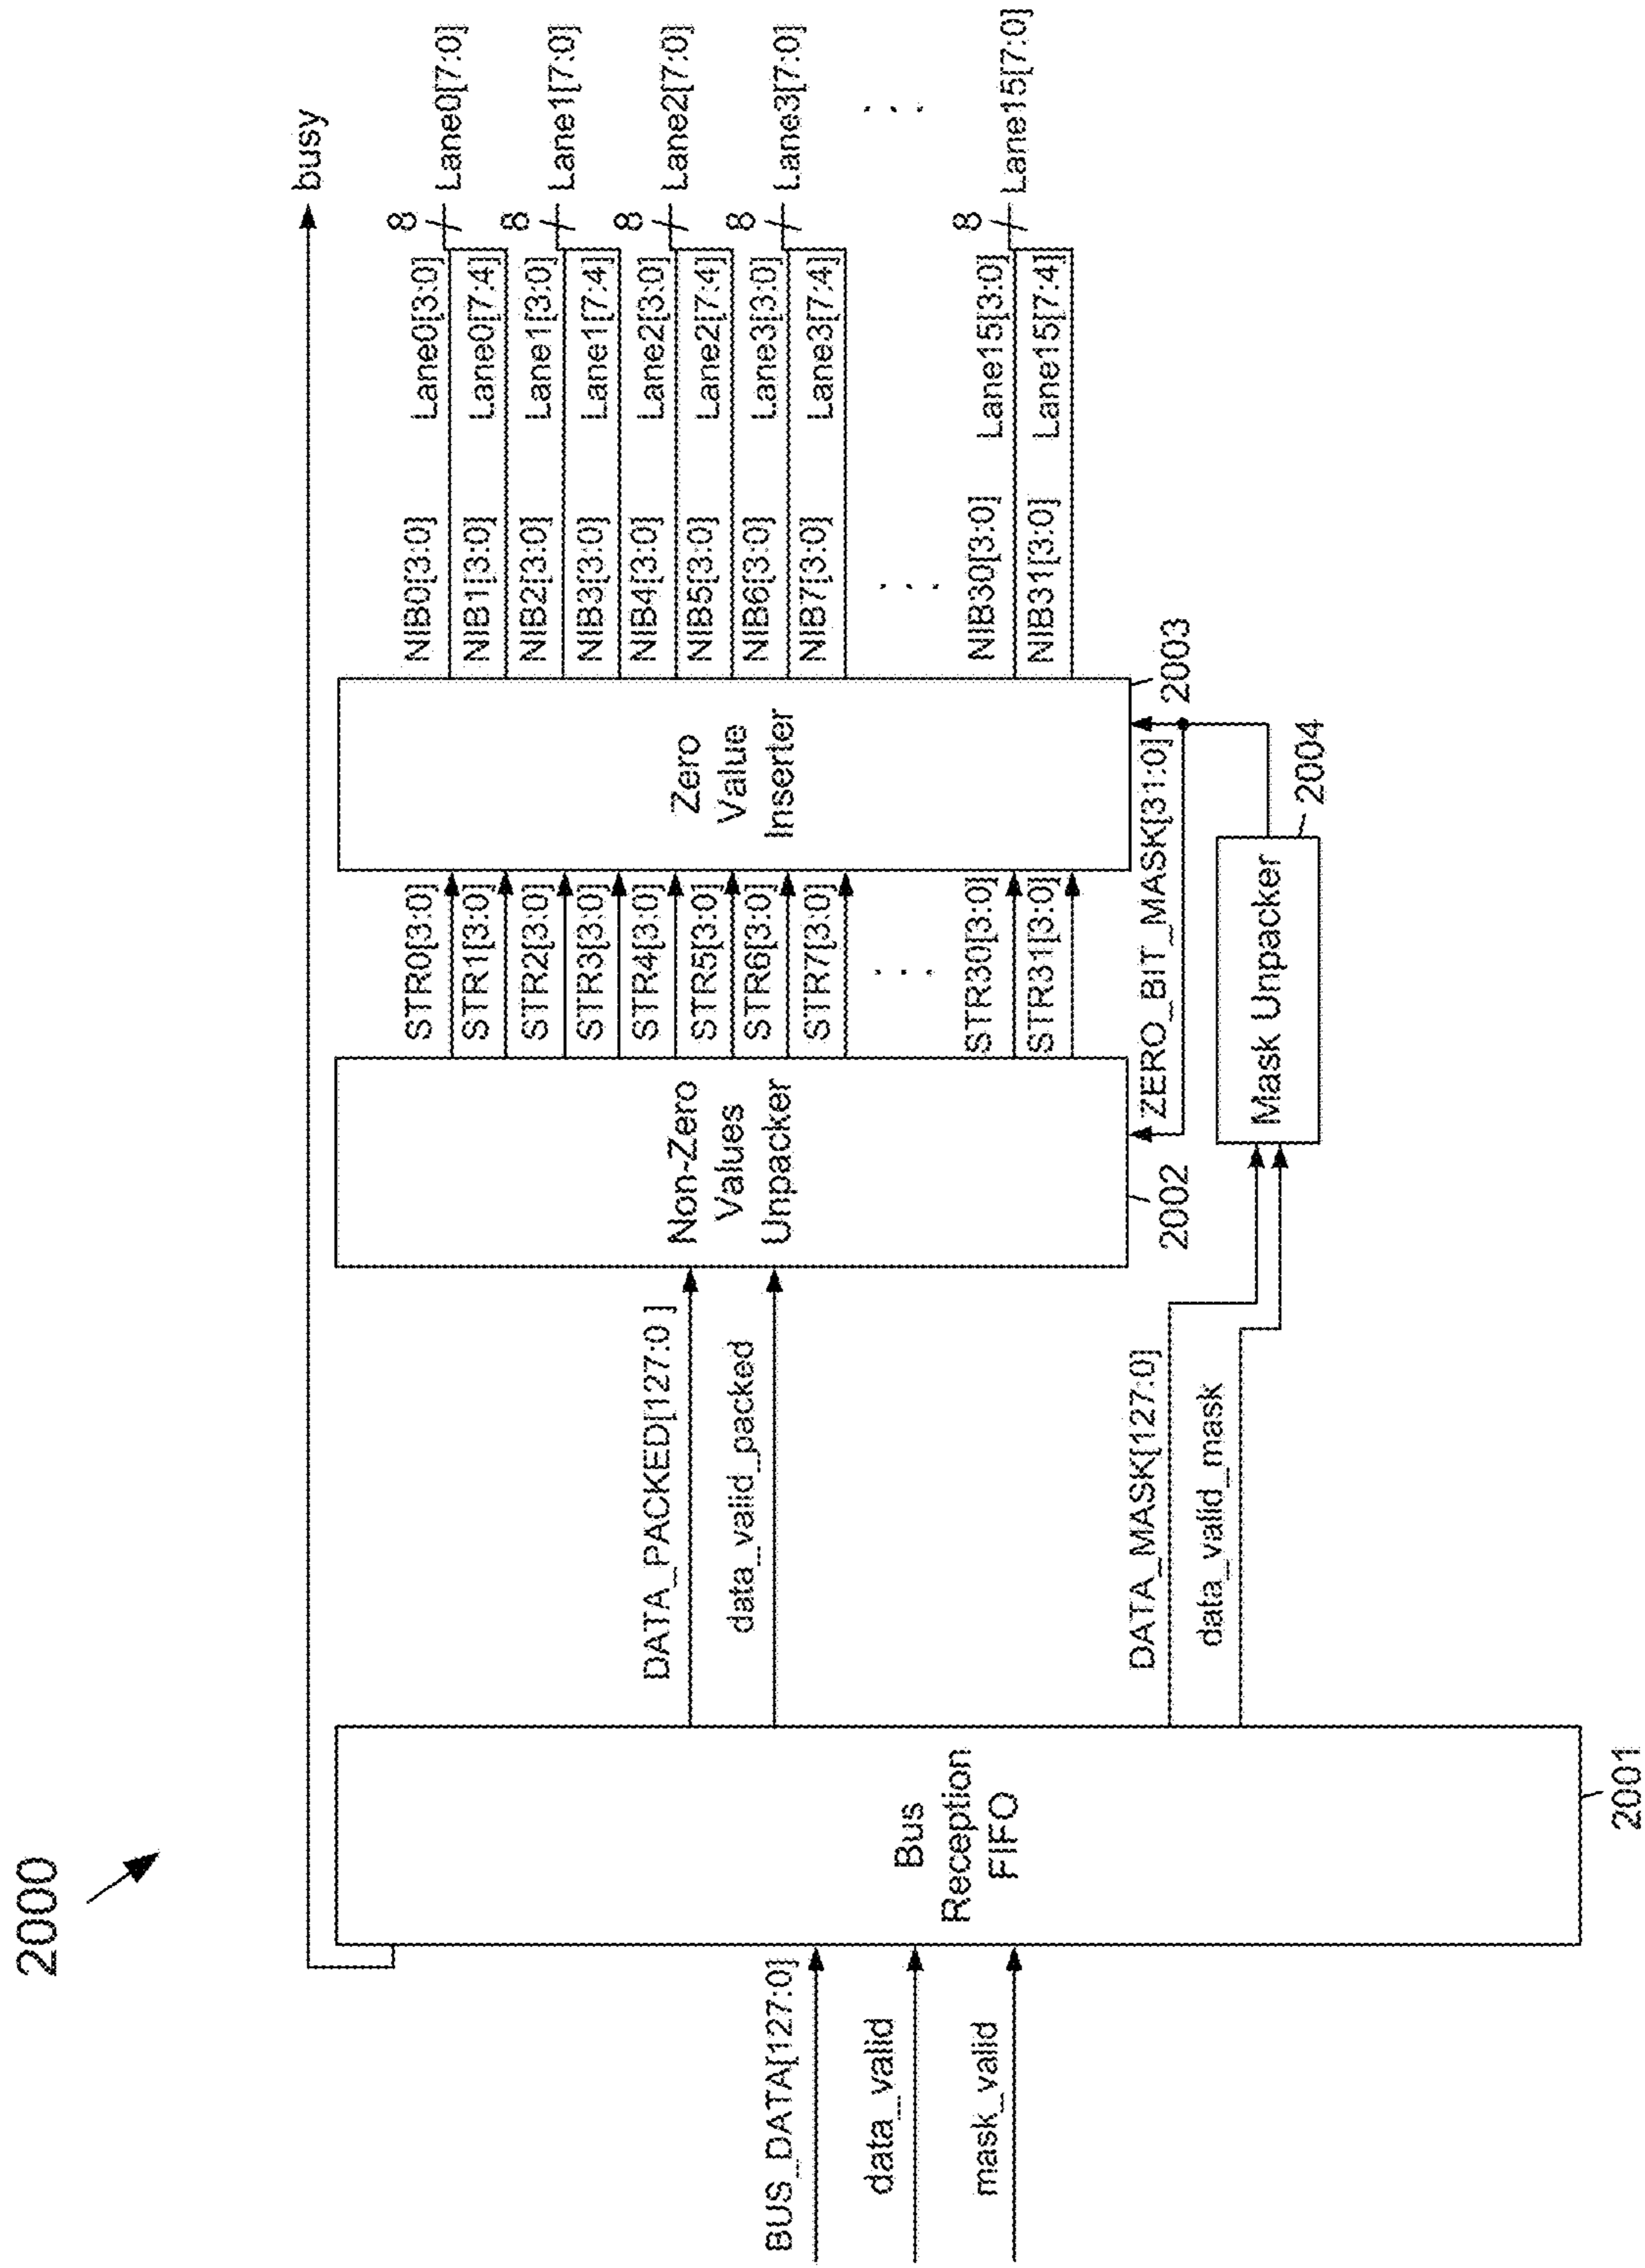 2000
busy
BUS_DATA[127:0]
data_valid
mask_valid
Bus
Reception
FIFO
2001
DATA_PACKED[127:0 ]
data_valid_packed
DATA_MASK[127:0]
data_valid_mask
Non-Zero
Values
Unpacker
2002
STR0[3:0]
STR1[3:0]
STR2[3:0]
STR3[3:0]
STR4[3:0]
STR5[3:0]
STR6[3:0]
STR7[3:0]
. . .
STR30[3:0]
STR31[3:0]
ZERO_BIT_MASK[31:0]
Mask Unpacker
2004
Zero
Value
Inserter
2003
NIB0[3:0]
NIB1[3:0]
NIB2[3:0]
NIB3[3:0]
NIB4[3:0]
NIB5[3:0]
NIB6[3:0]
NIB7[3:0]
. . .
NIB30[3:0]
NIB31[3:0]
Lane0[3:0]
Lane0[7:4]
Lane1[3:0]
Lane1[7:4]
Lane2[3:0]
Lane2[7:4]
Lane3[3:0]
Lane3[7:4]
Lane15[3:0]
Lane15[7:4]
8
8
8
8
8
Lane0[7:0]
Lane1[7:0]
Lane2[7:0]
Lane3[7:0]
. . .
Lane15[7:0]